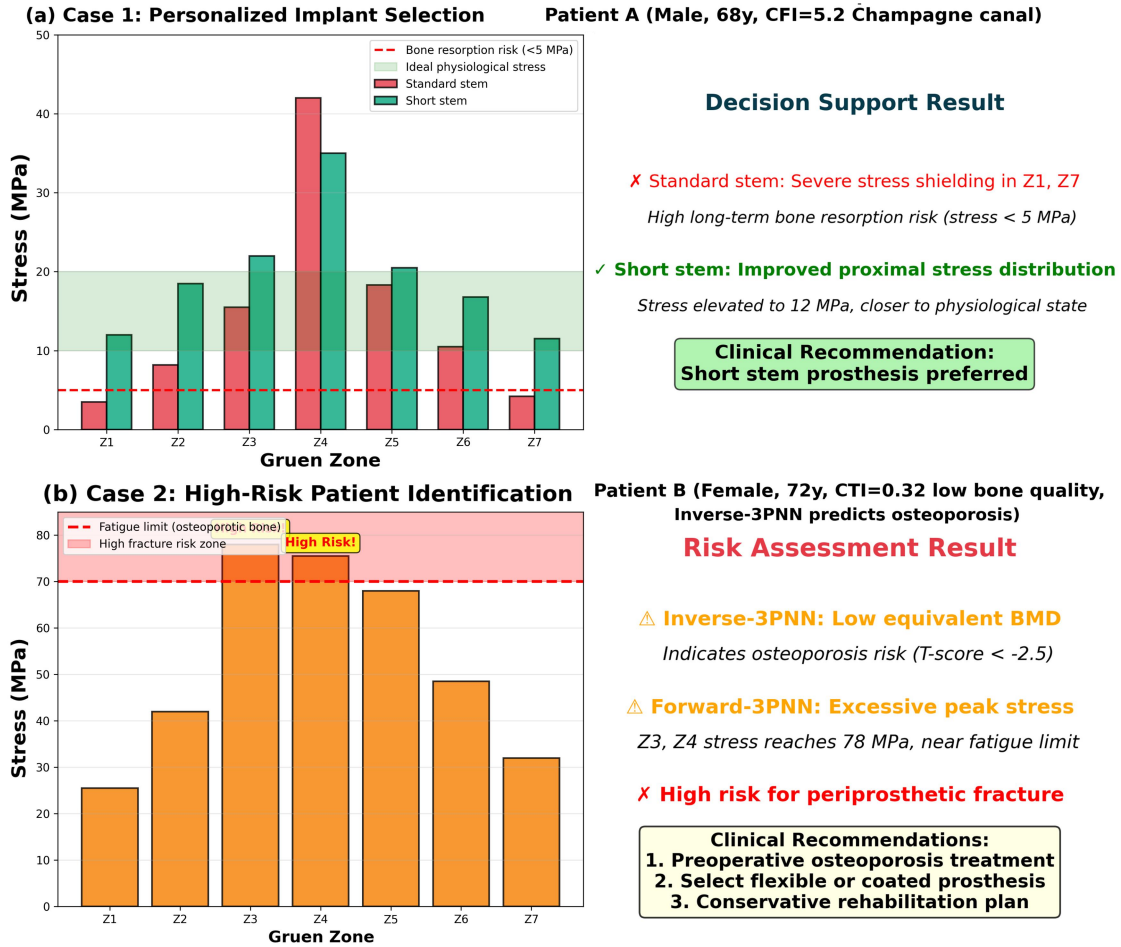 (a) Case 1: Personalized Implant Selection
Patient A (Male, 68y, CFI=5.2 Champagne canal)
50
40
30
20
10
0
Stress (MPa)
Bone resorption risk (<5 MPa)
Ideal physiological stress
Standard stem
Short stem
Z1
Z2
Z3
Z4
Z5
Z6
Z7
Gruen Zone
Decision Support Result
✗ Standard stem: Severe stress shielding in Z1, Z7
High long-term bone resorption risk (stress < 5 MPa)
✓ Short stem: Improved proximal stress distribution
Stress elevated to 12 MPa, closer to physiological state
Clinical Recommendation:
Short stem prosthesis preferred
(b) Case 2: High-Risk Patient Identification
Patient B (Female, 72y, CTI=0.32 low bone quality,
Inverse-3PNN predicts osteoporosis)
80
70
60
50
40
30
20
10
0
Stress (MPa)
Fatigue limit (osteoporotic bone)
High fracture risk zone
High Risk!
Z1
Z2
Z3
Z4
Z5
Z6
Z7
Gruen Zone
Risk Assessment Result
⚠ Inverse-3PNN: Low equivalent BMD
Indicates osteoporosis risk (T-score < -2.5)
⚠ Forward-3PNN: Excessive peak stress
Z3, Z4 stress reaches 78 MPa, near fatigue limit
✗ High risk for periprosthetic fracture
Clinical Recommendations:
1. Preoperative osteoporosis treatment
2. Select flexible or coated prosthesis
3. Conservative rehabilitation plan